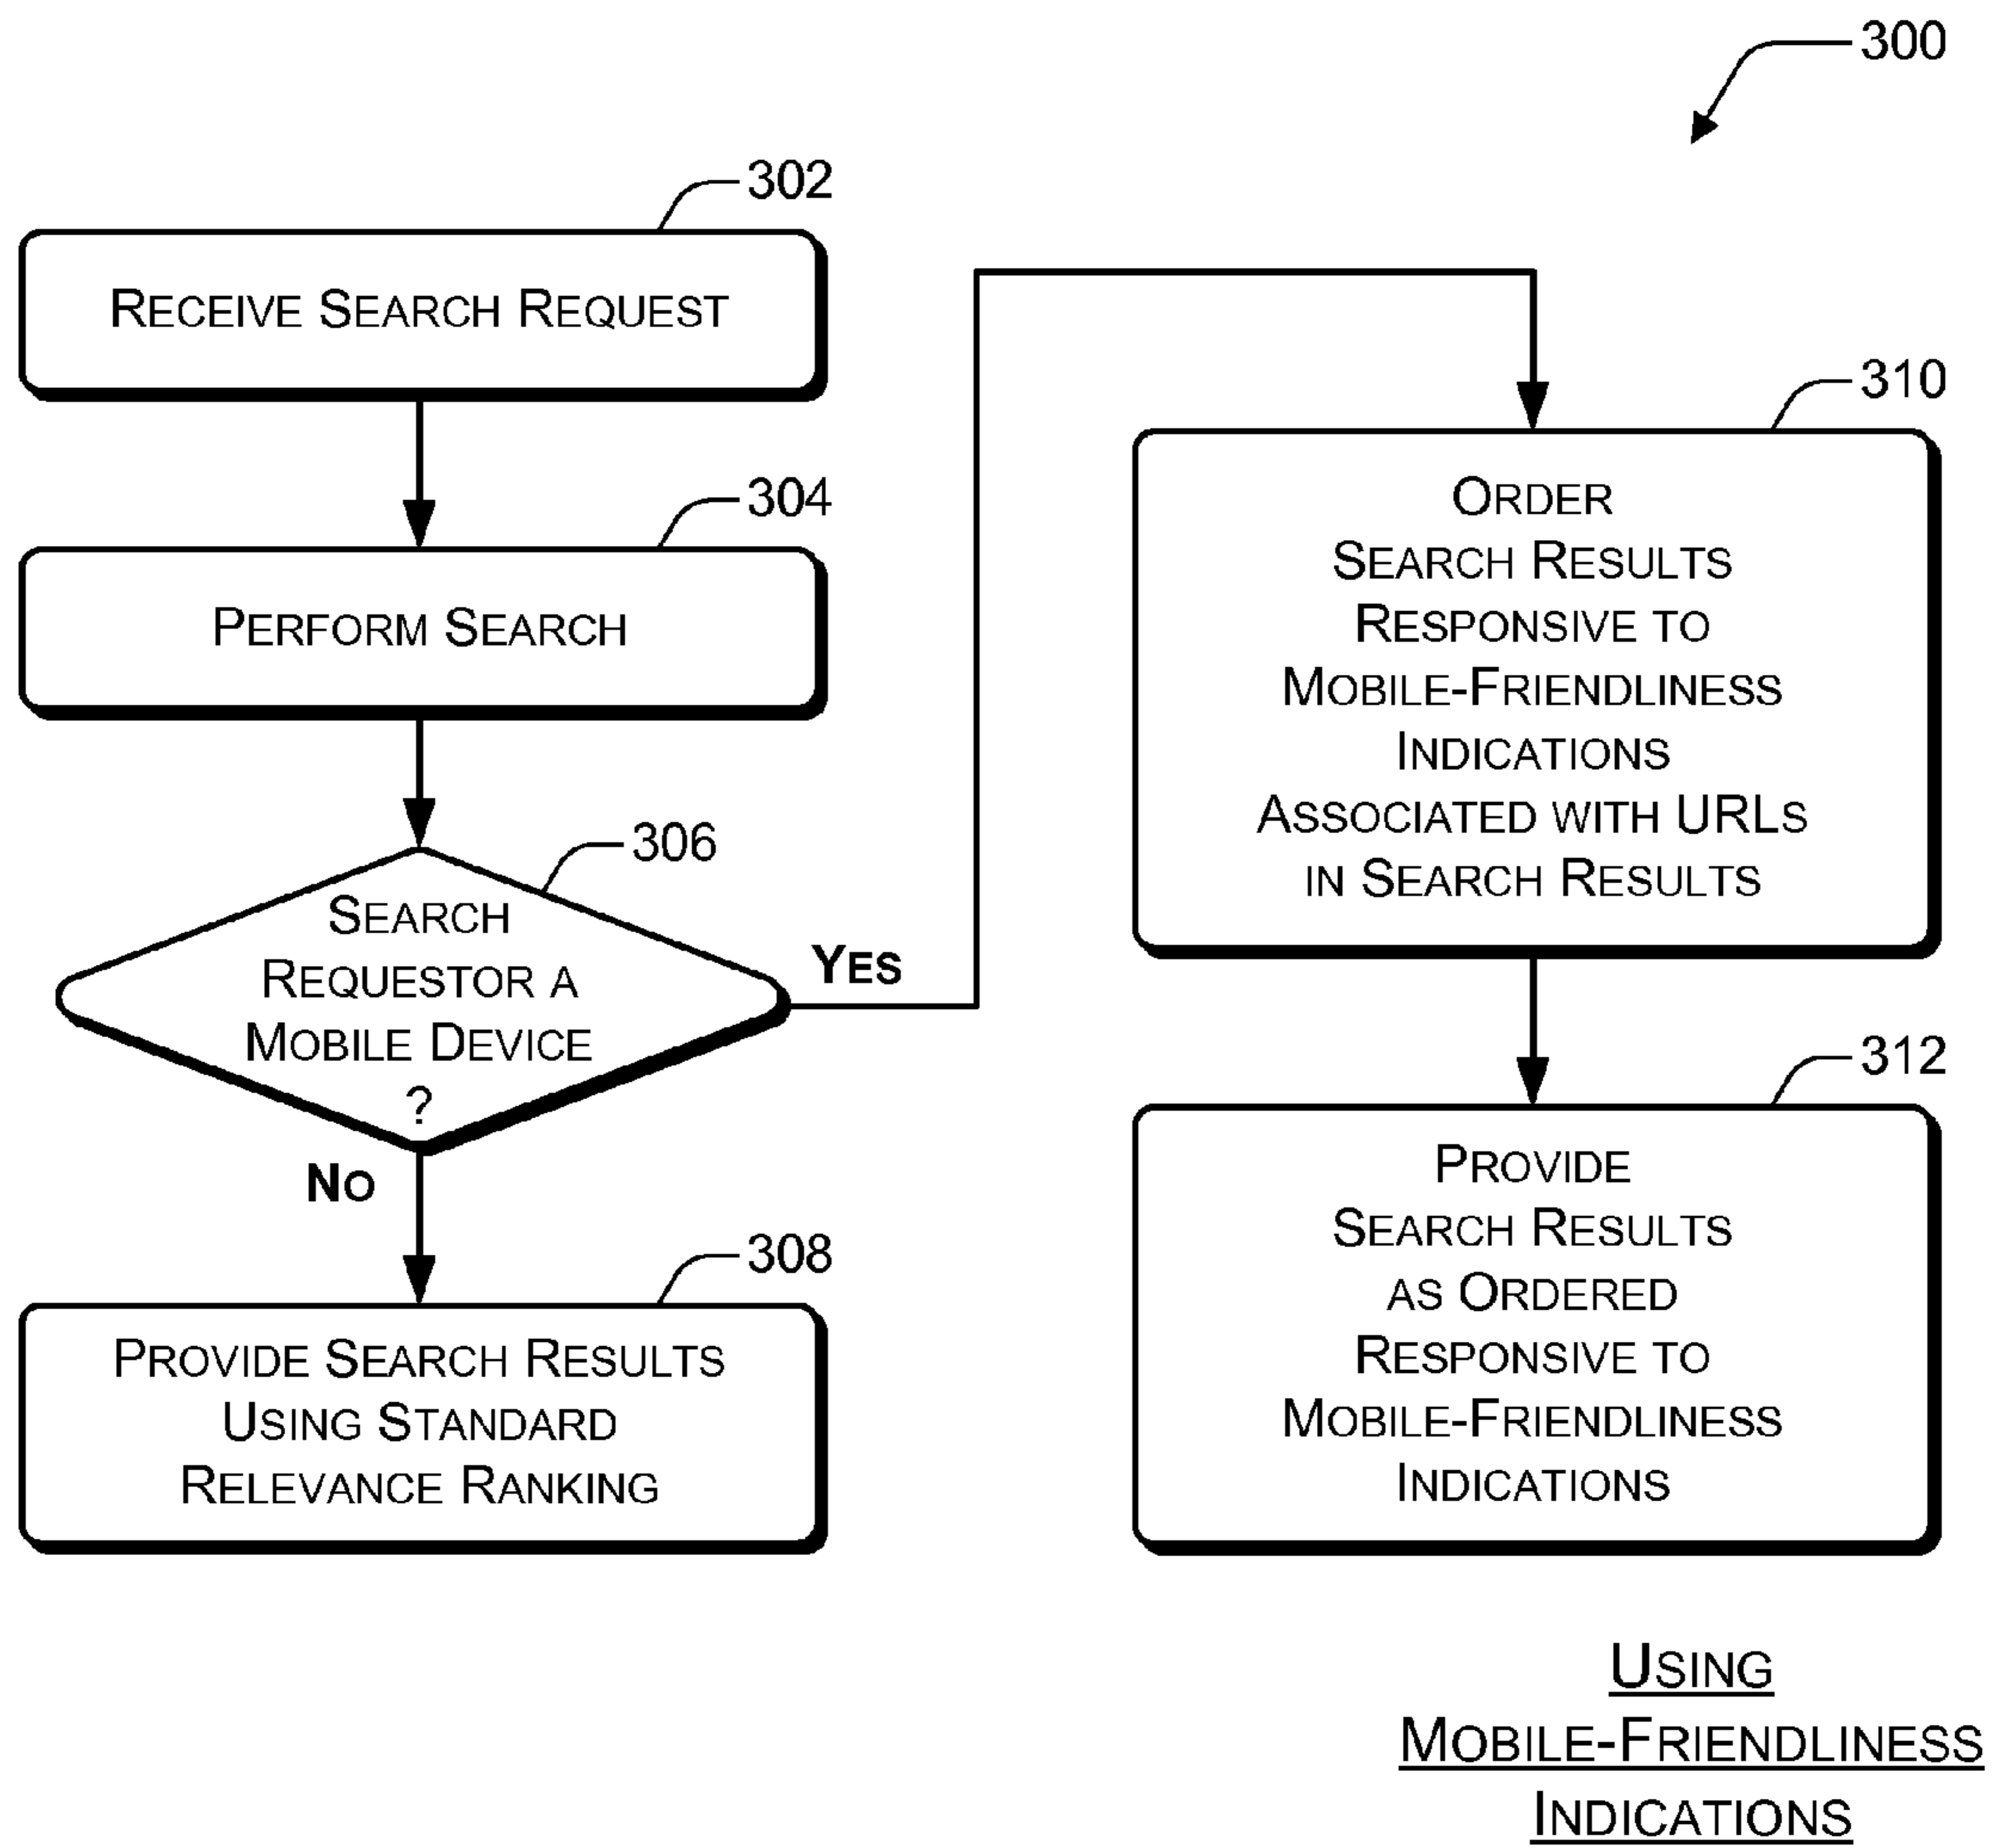 300
302
RECEIVE SEARCH REQUEST
304
PERFORM SEARCH
306
SEARCH
REQUESTOR A
MOBILE DEVICE
?
YES
NO
308
PROVIDE SEARCH RESULTS
USING STANDARD
RELEVANCE RANKING
310
ORDER
SEARCH RESULTS
RESPONSIVE TO
MOBILE-FRIENDLINESS
INDICATIONS
ASSOCIATED WITH URLS
IN SEARCH RESULTS
312
PROVIDE
SEARCH RESULTS
AS ORDERED
RESPONSIVE TO
MOBILE-FRIENDLINESS
INDICATIONS
USING
MOBILE-FRIENDLINESS
INDICATIONS